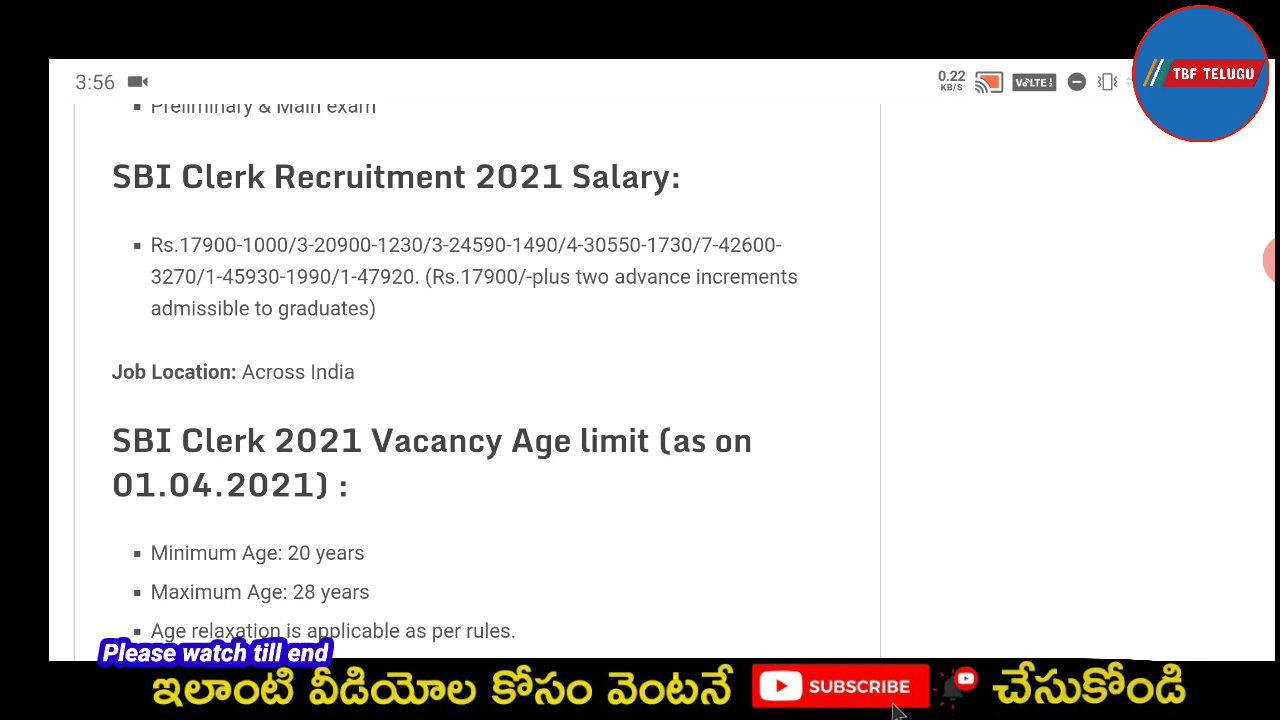 3:56
0.22
KB/S
VoLTE
TBF TELUGU
Preliminary & Main exam
SBI Clerk Recruitment 2021 Salary:
Rs.17900-1000/3-20900-1230/3-24590-1490/4-30550-1730/7-42600-
3270/1-45930-1990/1-47920. (Rs.17900/-plus two advance increments
admissible to graduates)
Job Location: Across India
SBI Clerk 2021 Vacancy Age limit (as on
01.04.2021) :
Minimum Age: 20 years
Maximum Age: 28 years
Age relaxation is applicable as per rules.
Please watch till end
ఇలాంటి వీడియోల కోసం వెంటనే SUBSCRIBE చేసుకోండి